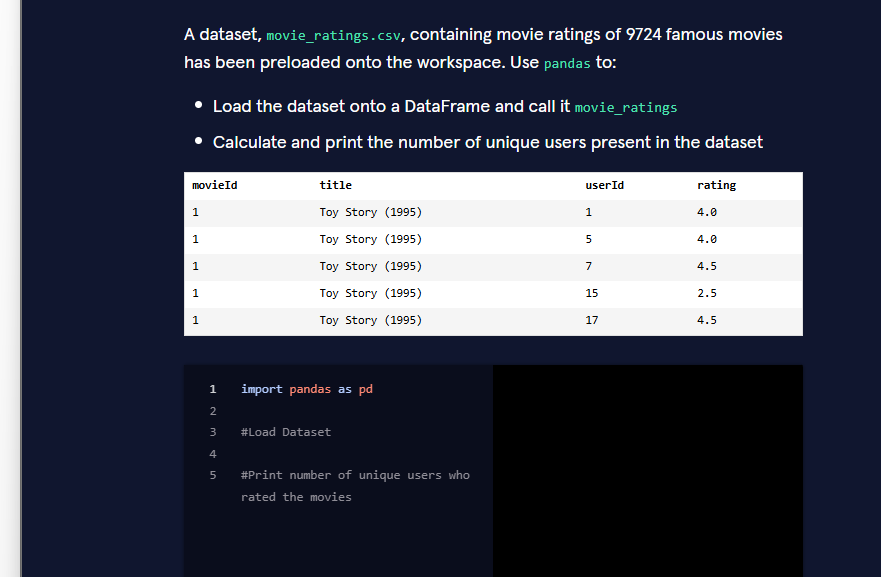 A dataset, movie_ratings.csv, containing movie ratings of 9724 famous movies
has been preloaded onto the workspace. Use pandas to:
• Load the dataset onto a DataFrame and call it movie_ratings
• Calculate and print the number of unique users present in the dataset
movieId title userId rating
1 Toy Story (1995) 1 4.0
1 Toy Story (1995) 5 4.0
1 Toy Story (1995) 7 4.5
1 Toy Story (1995) 15 2.5
1 Toy Story (1995) 17 4.5
1 import pandas as pd
2
3 #Load Dataset
4
5 #Print number of unique users who
rated the movies